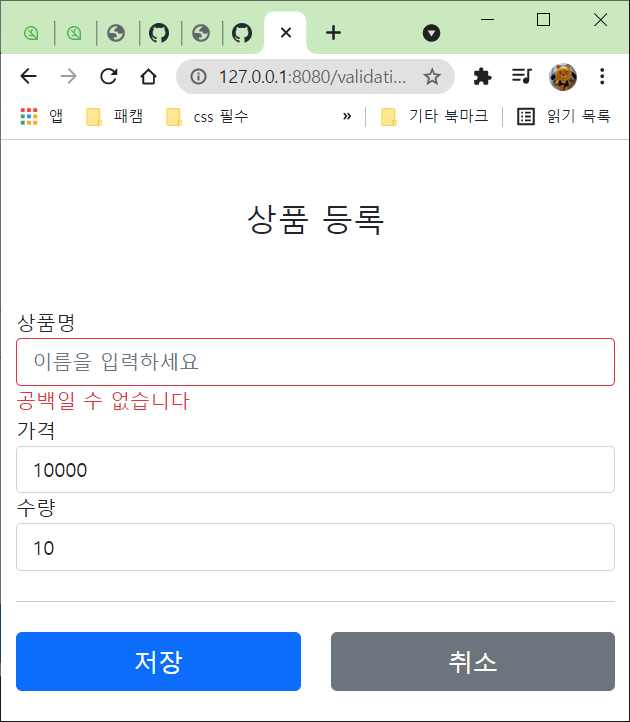 127.0.0.1:8080/validati...
앱 패캠 css 필수 » 기타 북마크 읽기 목록
상품 등록
상품명
이름을 입력하세요
공백일 수 없습니다
가격
10000
수량
10
저장 취소